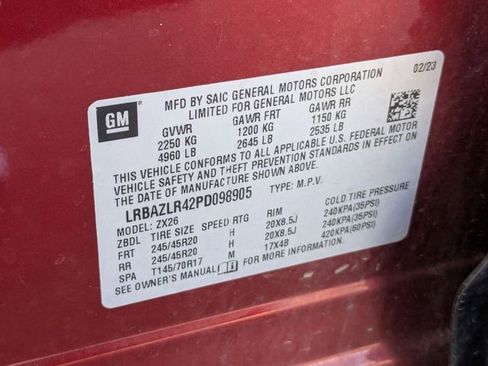 GM
02/23
MFD BY SAIC GENERAL MOTORS CORPORATION
LIMITED FOR GENERAL MOTORS LLC
GVWR GAWR FRT GAWR RR
2250 KG 1200 KG 1150 KG
4960 LB 2645 LB 2535 LB
THIS VEHICLE CONFORMS TO ALL APPLICABLE U.S. FEDERAL MOTOR
VEHICLE SAFETY AND THEFT PREVENTION STANDARDS IN EFFECT
ON THE DATE OF MANUFACTURE SHOWN ABOVE.
LRBAZLR42PD098905 TYPE: M.P.V.
MODEL: ZX26
ZBDL TIRE SIZE SPEED RTG RIM COLD TIRE PRESSURE
FRT 245/45R20 H 20X8.5J 240KPA(35PSI)
RR 245/45R20 H 20X8.5J 240KPA(35PSI)
SPA T145/70R17 M 17X4B 420KPA(60PSI)
SEE OWNER'S MANUAL